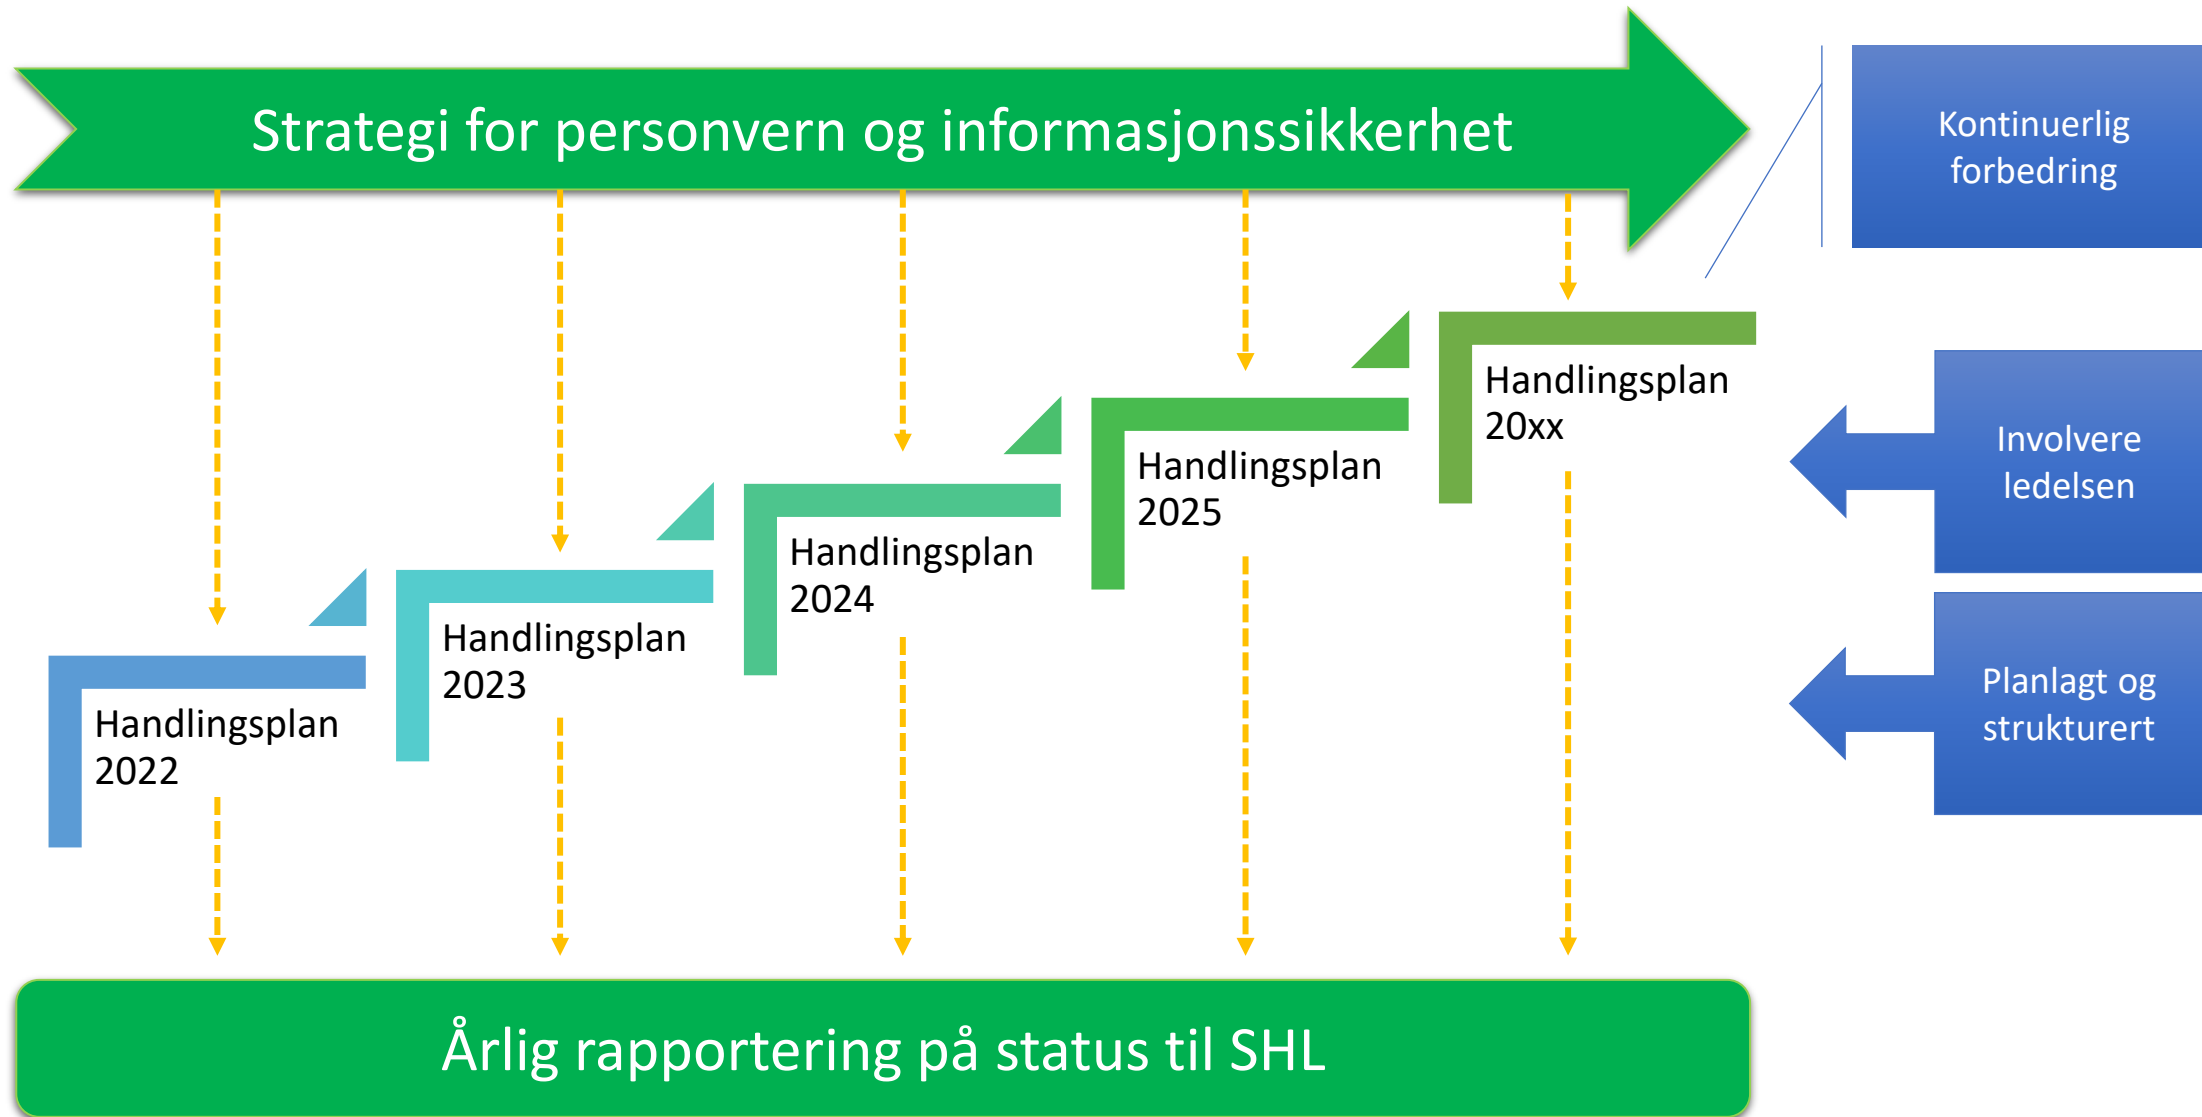 Strategi for personvern og informasjonssikkerhet
Kontinuerlig
forbedring
Handlingsplan
20xx
Involvere
ledelsen
Handlingsplan
2025
Handlingsplan
2024
Handlingsplan
2023
Planlagt og
strukturert
Handlingsplan
2022
Årlig rapportering på status til SHL